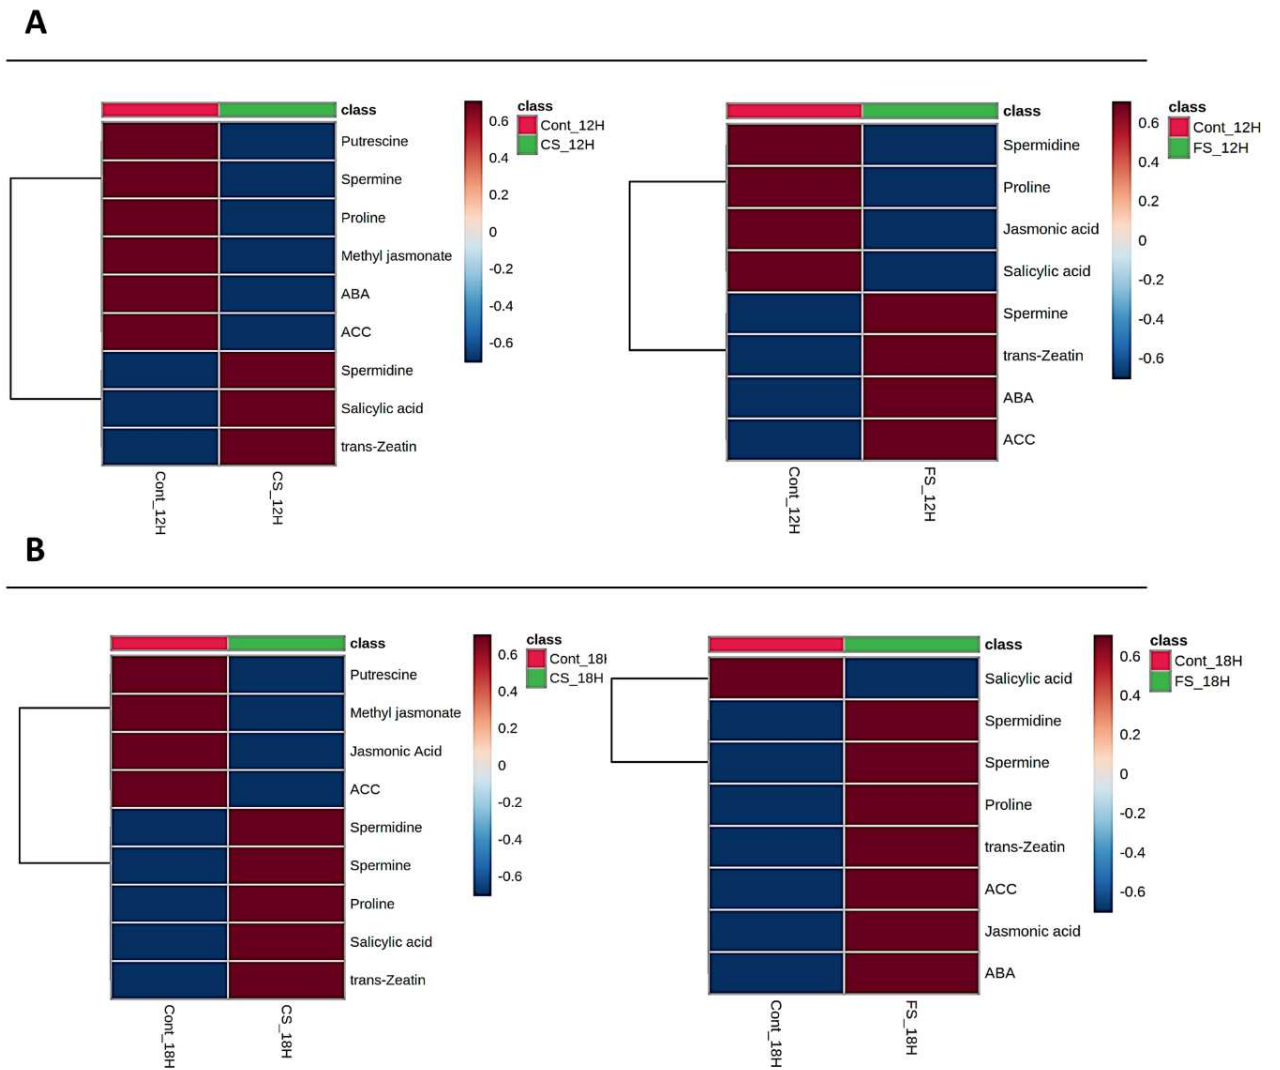 A
class
Putrescine
Spermine
Proline
Methyl jasmonate
ABA
ACC
Spermidine
Salicylic acid
trans-Zeatin
Cont_12H
CS_12H
0.6
0.4
0.2
0
-0.2
-0.4
-0.6
class
Cont_12H
CS_12H
class
Spermidine
Proline
Jasmonic acid
Salicylic acid
Spermine
trans-Zeatin
ABA
ACC
Cont_12H
FS_12H
0.6
0.4
0.2
0
-0.2
-0.4
-0.6
class
Cont_12H
FS_12H
B
class
Putrescine
Methyl jasmonate
Jasmonic Acid
ACC
Spermidine
Spermine
Proline
Salicylic acid
trans-Zeatin
Cont_18H
CS_18H
0.6
0.4
0.2
0
-0.2
-0.4
-0.6
class
Cont_18H
CS_18H
class
Salicylic acid
Spermidine
Spermine
Proline
trans-Zeatin
ACC
Jasmonic acid
ABA
Cont_18H
FS_18H
0.6
0.4
0.2
0
-0.2
-0.4
-0.6
class
Cont_18H
FS_18H